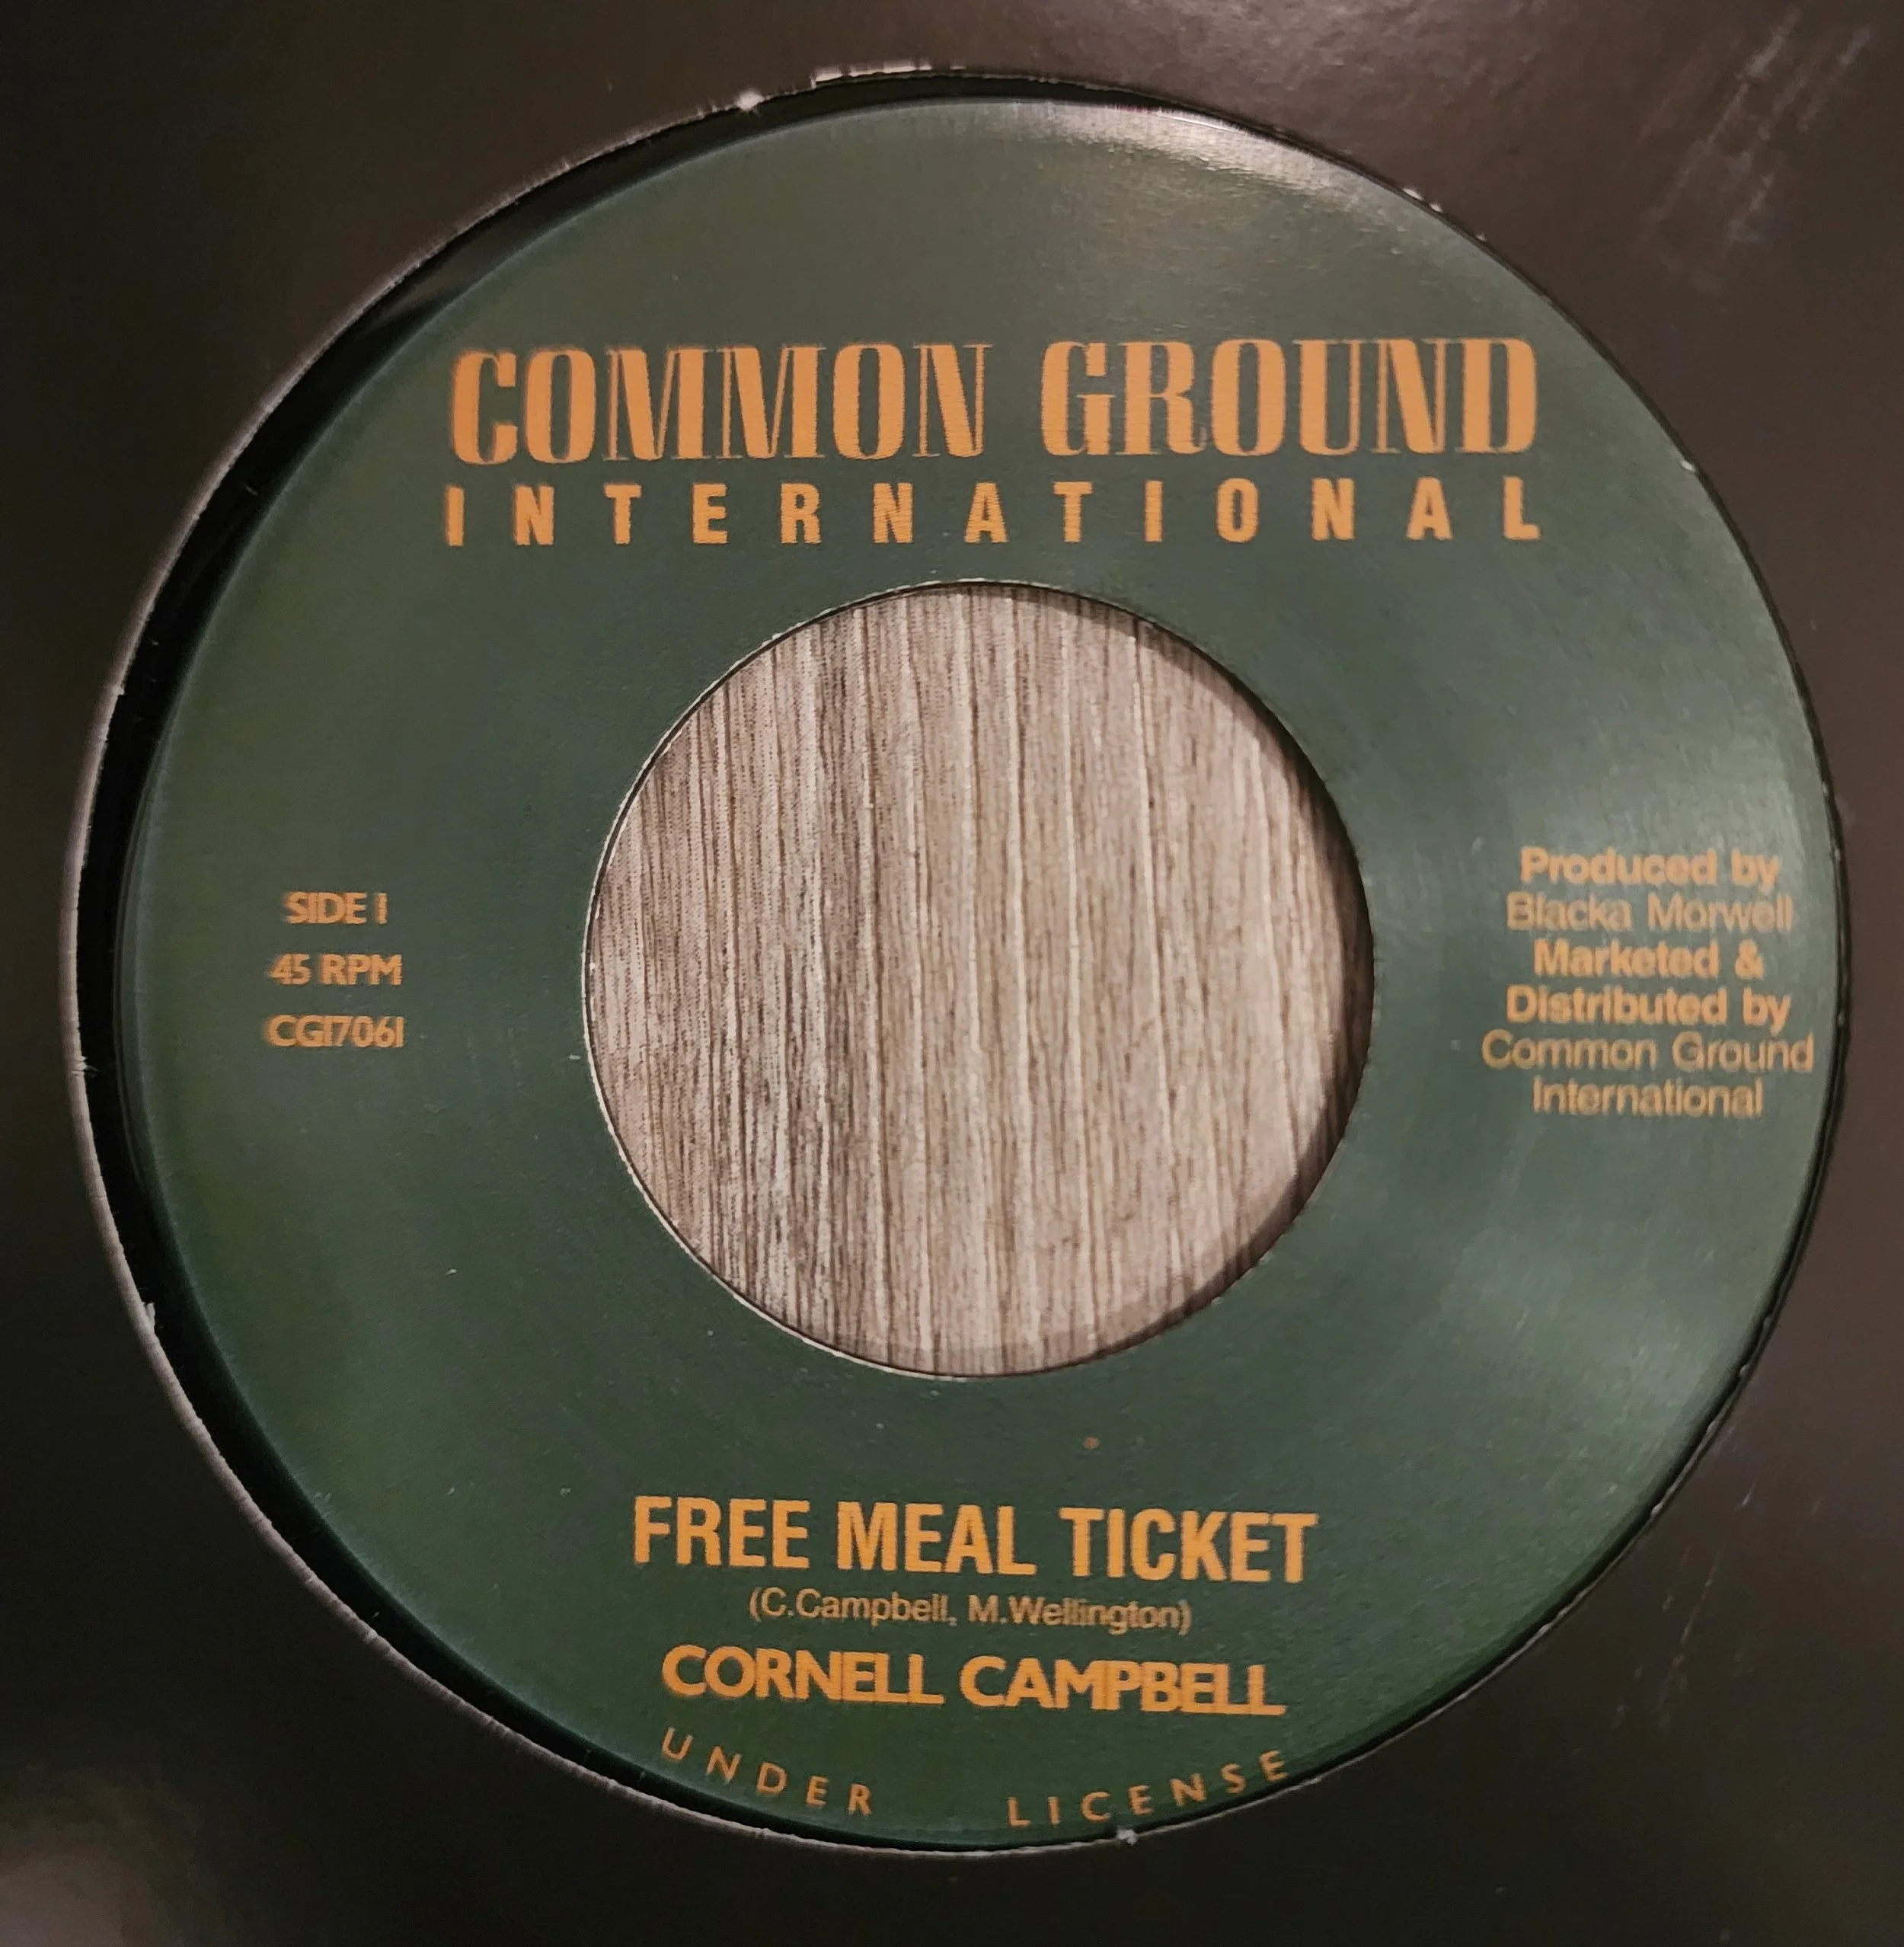 COMMON GROUND
INTERNATIONAL
SIDE 1
45 RPM
CGI7061
Produced by
Blacka Morwell
Marketed &
Distributed by
Common Ground
International
FREE MEAL TICKET
(C.Campbell, M.Wellington)
CORNELL CAMPBELL
UNDER LICENSE